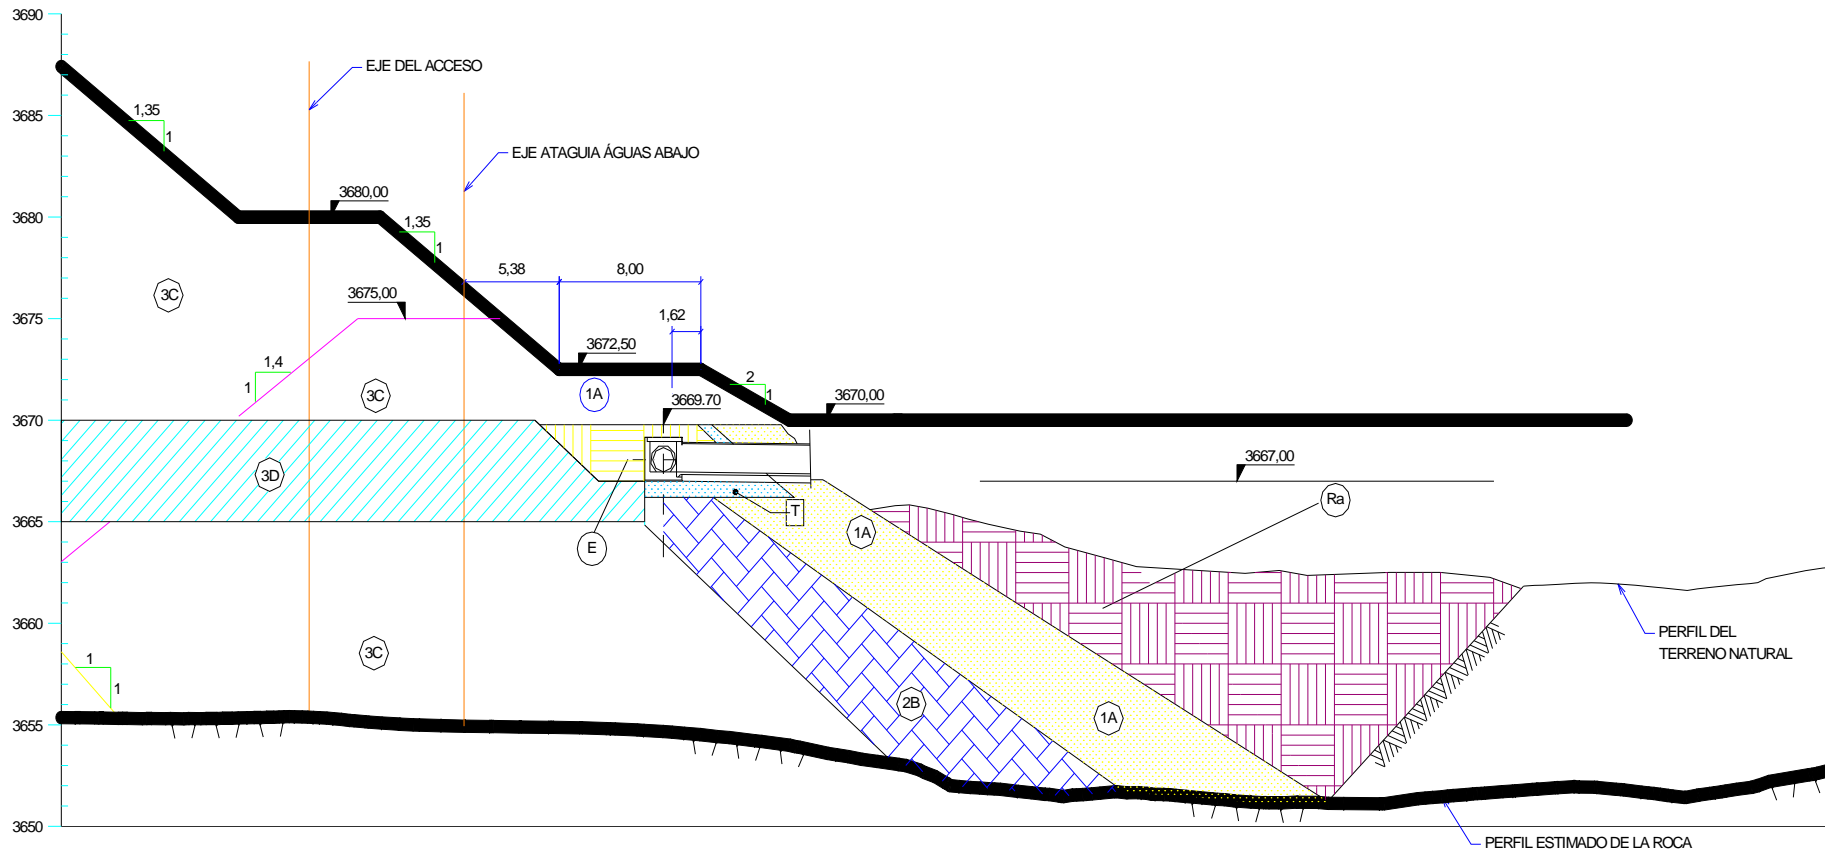 3690
EJE DEL ACCESO
3685
1,35
1
EJE ATAGUIA ÁGUAS ABAJO
3680,00
3680
1,35
1
5,38
8,00
3C
3675,00
3675
1,62
3672,50
1,4
1
2
1
1A
3C
3669.70
3670,00
3670
3667,00
3D
Ra
3665
T
1A
E
3660
PERFIL DEL
TERRENO NATURAL
3C
1
1
2B
1A
3655
3650
PERFIL ESTIMADO DE LA ROCA